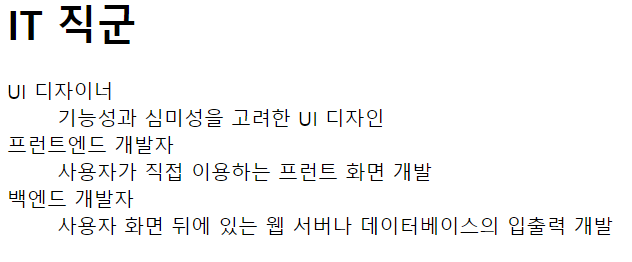 IT 직군
UI 디자이너
기능성과 심미성을 고려한 UI 디자인
프런트엔드 개발자
사용자가 직접 이용하는 프런트 화면 개발
백엔드 개발자
사용자 화면 뒤에 있는 웹 서버나 데이터베이스의 입출력 개발